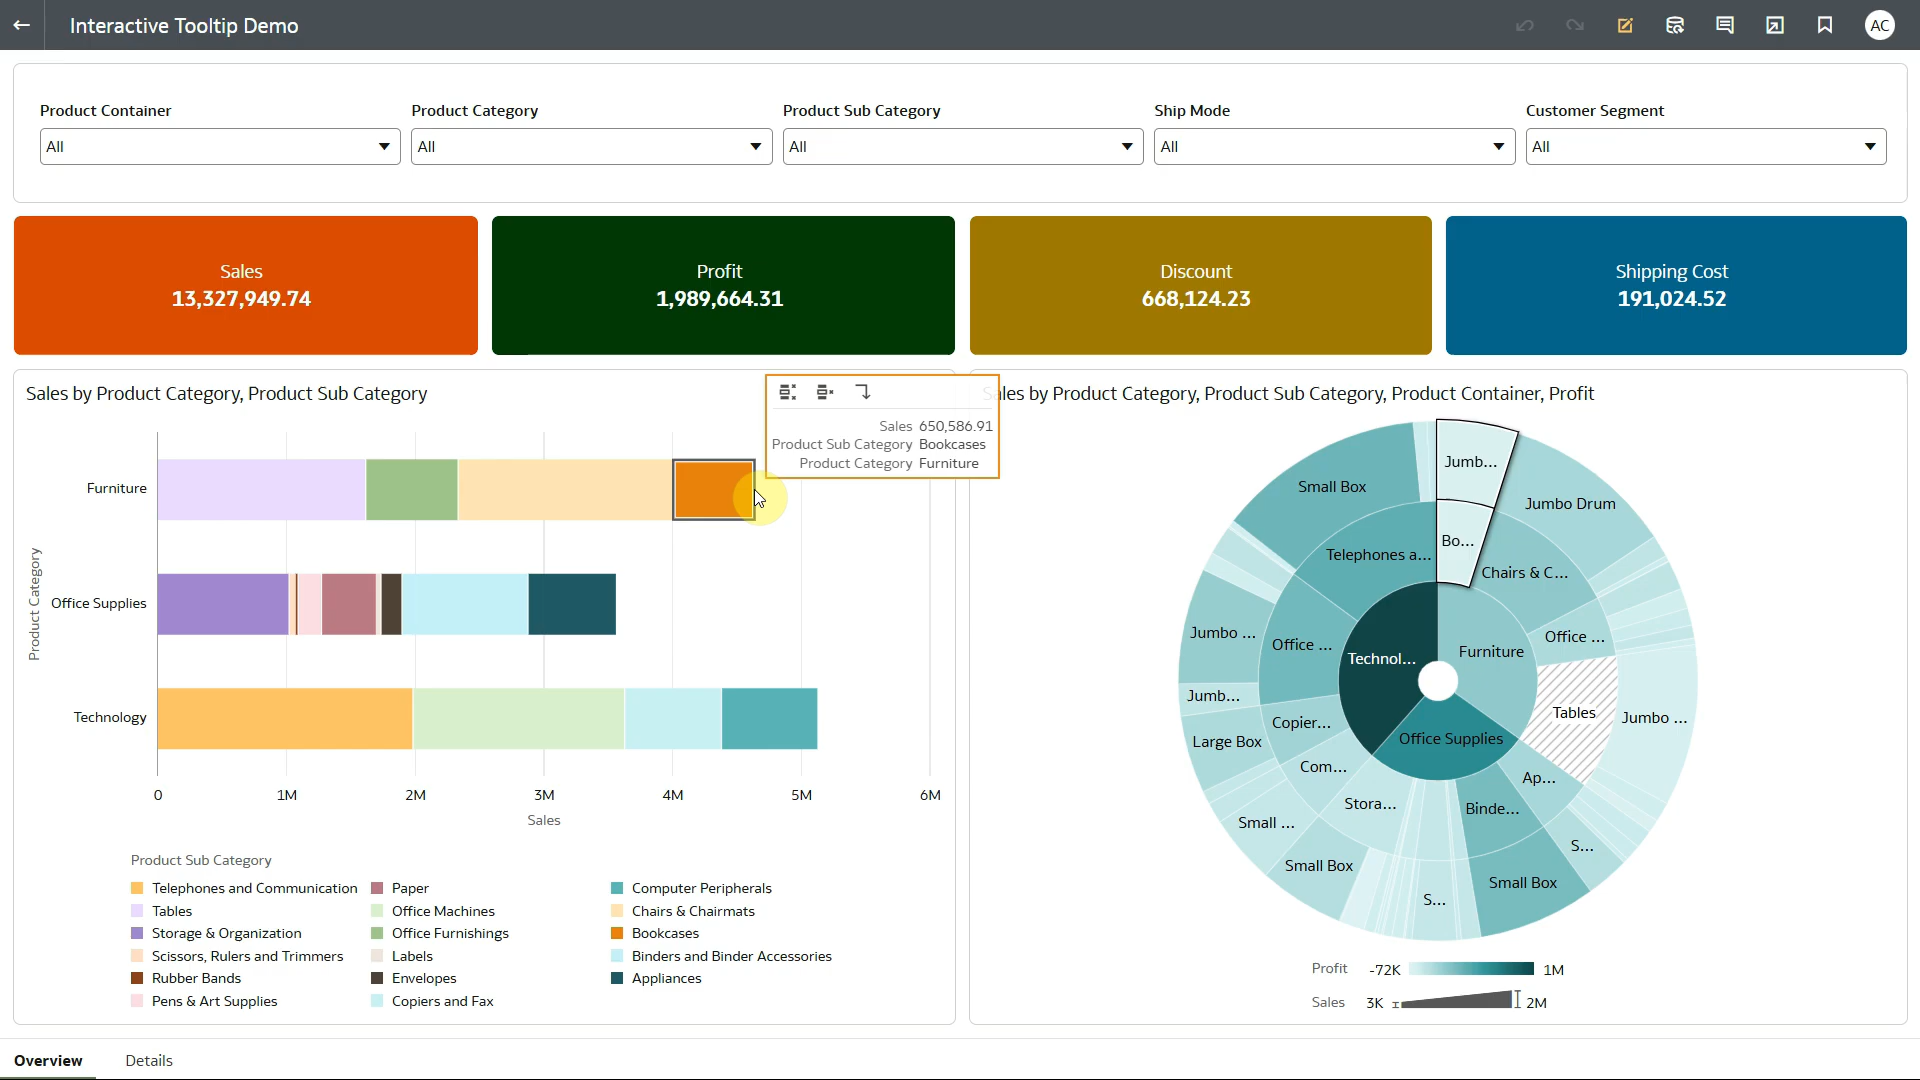 Interactive Tooltip Demo
AC
Product Container
Product Category
Product Sub Category
Ship Mode
Customer Segment
All
All
All
All
All
Sales
13,327,949.74
Profit
1,989,664.31
Discount
668,124.23
Shipping Cost
191,024.52
Sales by Product Category, Product Sub Category
Sales 650,586.91
Product Sub Category Bookcases
Product Category Furniture
Product Category
Furniture
Office Supplies
Technology
0 1M 2M 3M 4M 5M 6M
Sales
Product Sub Category
Telephones and Communication
Tables
Storage & Organization
Scissors, Rulers and Trimmers
Rubber Bands
Pens & Art Supplies
Paper
Office Machines
Office Furnishings
Labels
Envelopes
Copiers and Fax
Computer Peripherals
Chairs & Chairmats
Bookcases
Binders and Binder Accessories
Appliances
ales by Product Category, Product Sub Category, Product Container, Profit
Jumb...
Small Box
Jumbo Drum
Bo...
Telephones a...
Chairs & C...
Jumbo ...
Office ...
Technol...
Furniture
Office ...
Jumb...
Copier...
Tables
Jumbo ...
Large Box
Office Supplies
Com...
Ap...
Stora...
Binde...
Small ...
S...
Small Box
Small Box
S...
Profit -72K 1M
Sales 3K 2M
Overview
Details